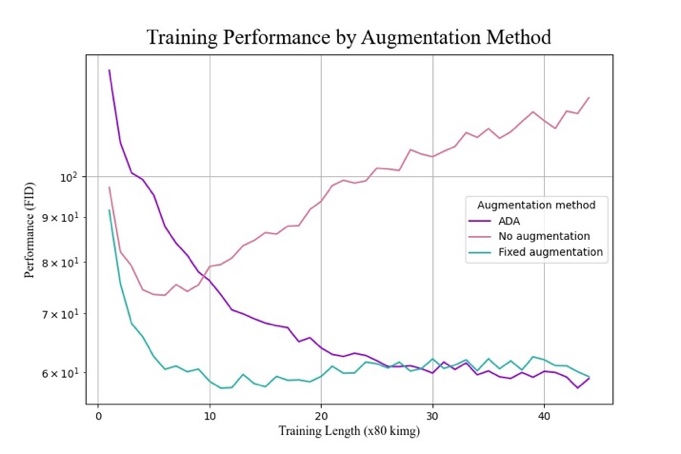 Training Performance by Augmentation Method
Performance (FID)
10²
9 × 10¹
8 × 10¹
7 × 10¹
6 × 10¹
Augmentation method
ADA
No augmentation
Fixed augmentation
0 10 20 30 40
Training Length (x80 kimg)